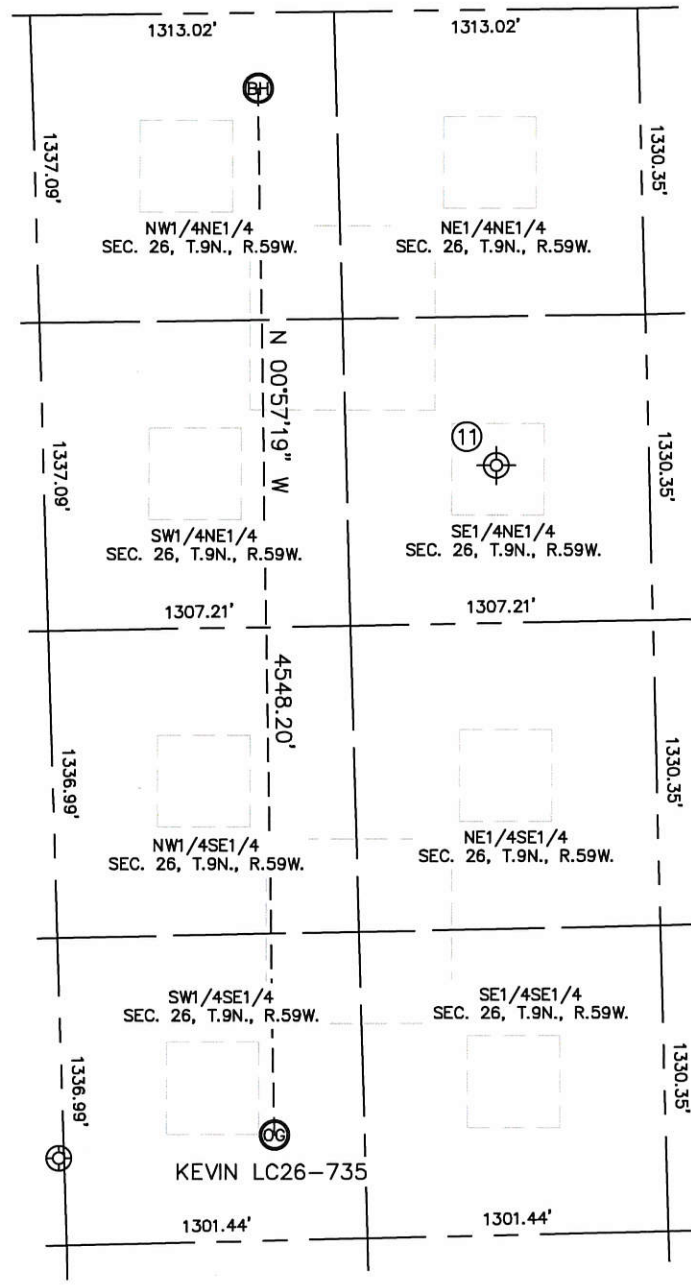 1313.02'
1313.02'
BH
1337.09'
1330.35'
NW1/4NE1/4
SEC. 26, T.9N., R.59W.
NE1/4NE1/4
SEC. 26, T.9N., R.59W.
N 00°57'19" W
11
1337.09'
1330.35'
SW1/4NE1/4
SEC. 26, T.9N., R.59W.
SE1/4NE1/4
SEC. 26, T.9N., R.59W.
1307.21'
1307.21'
4548.20'
1336.99'
1330.35'
NW1/4SE1/4
SEC. 26, T.9N., R.59W.
NE1/4SE1/4
SEC. 26, T.9N., R.59W.
SW1/4SE1/4
SEC. 26, T.9N., R.59W.
SE1/4SE1/4
SEC. 26, T.9N., R.59W.
1336.99'
1330.35'
OG
KEVIN LC26-735
1301.44'
1301.44'